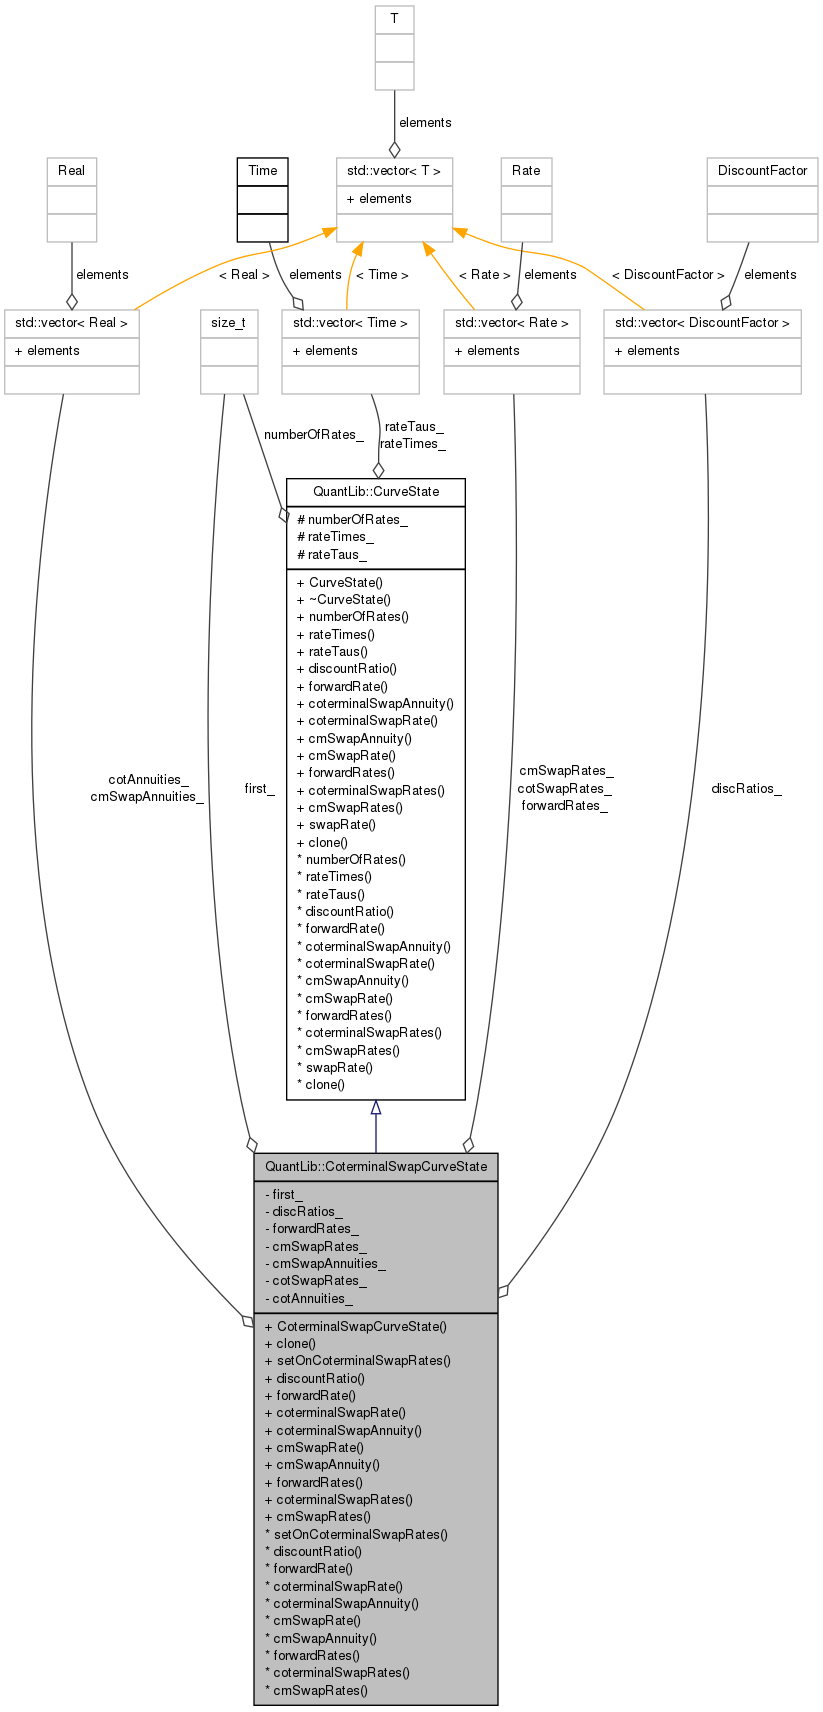 T
elements
Real
Time
std::vector< T >
+ elements
Rate
DiscountFactor
elements
< Real >
elements
< Time >
< Rate >
elements
< DiscountFactor >
elements
std::vector< Real >
+ elements
size_t
std::vector< Time >
+ elements
std::vector< Rate >
+ elements
std::vector< DiscountFactor >
+ elements
numberOfRates_
rateTaus_
rateTimes_
QuantLib::CurveState
# numberOfRates_
# rateTimes_
# rateTaus_
+ CurveState()
+ ~CurveState()
+ numberOfRates()
+ rateTimes()
+ rateTaus()
+ discountRatio()
+ forwardRate()
+ coterminalSwapAnnuity()
+ coterminalSwapRate()
+ cmSwapAnnuity()
+ cmSwapRate()
+ forwardRates()
+ coterminalSwapRates()
+ cmSwapRates()
+ swapRate()
+ clone()
* numberOfRates()
* rateTimes()
* rateTaus()
* discountRatio()
* forwardRate()
* coterminalSwapAnnuity()
* coterminalSwapRate()
* cmSwapAnnuity()
* cmSwapRate()
* forwardRates()
* coterminalSwapRates()
* cmSwapRates()
* swapRate()
* clone()
cotAnnuities_
cmSwapAnnuities_
first_
cmSwapRates_
cotSwapRates_
forwardRates_
discRatios_
QuantLib::CoterminalSwapCurveState
- first_
- discRatios_
- forwardRates_
- cmSwapRates_
- cmSwapAnnuities_
- cotSwapRates_
- cotAnnuities_
+ CoterminalSwapCurveState()
+ clone()
+ setOnCoterminalSwapRates()
+ discountRatio()
+ forwardRate()
+ coterminalSwapRate()
+ coterminalSwapAnnuity()
+ cmSwapRate()
+ cmSwapAnnuity()
+ forwardRates()
+ coterminalSwapRates()
+ cmSwapRates()
* setOnCoterminalSwapRates()
* discountRatio()
* forwardRate()
* coterminalSwapRate()
* coterminalSwapAnnuity()
* cmSwapRate()
* cmSwapAnnuity()
* forwardRates()
* coterminalSwapRates()
* cmSwapRates()